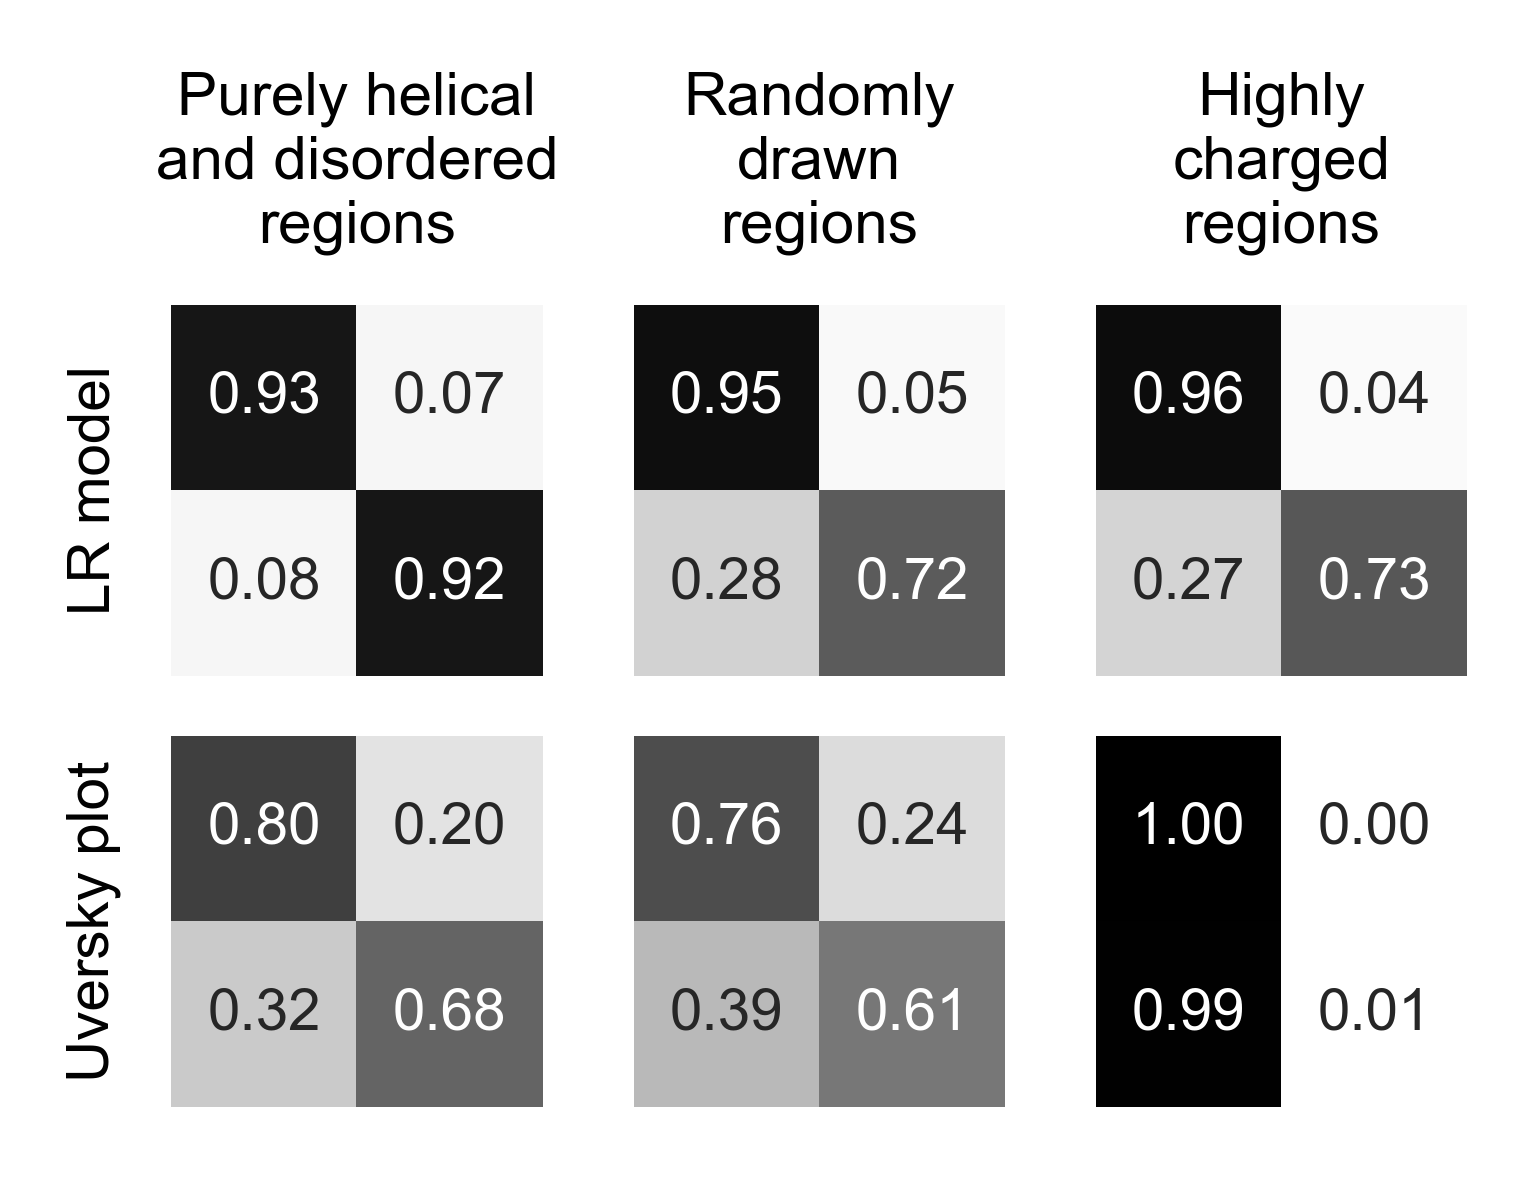 Purely helical
and disordered
regions
Randomly
drawn
regions
Highly
charged
regions
LR model
0.93 0.07
0.08 0.92
0.95 0.05
0.28 0.72
0.96 0.04
0.27 0.73
Uversky plot
0.80 0.20
0.32 0.68
0.76 0.24
0.39 0.61
1.00 0.00
0.99 0.01